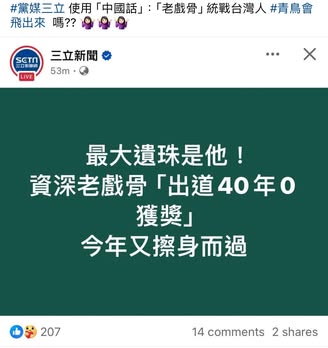 #黨媒三立 使用「中國話」:「老戲骨」統戰台灣人 #青鳥會
飛出來 嗎??
SETN
LIVE
三立新聞
53m
最大遺珠是他!
資深老戲骨「出道40年0
獲獎」
今年又擦身而過
207
14 comments 2 shares